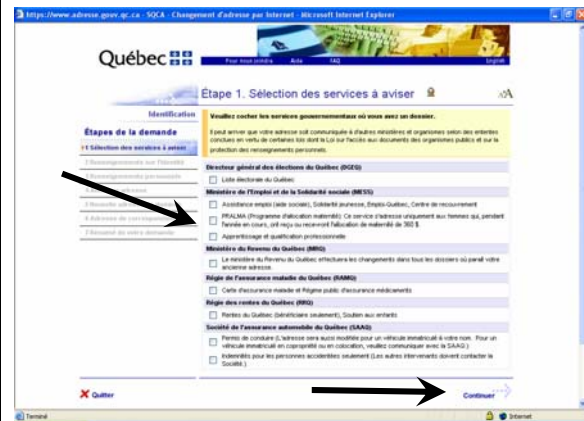 https://www.adresse.gouv.qc.ca - SQCA - Changement d'adresse par Internet - Microsoft Internet Explorer
Québec
Pour nous joindre Aide FAQ English
Étape 1. Sélection des services à aviser
AA
Identification
Étapes de la demande
1 Sélection des services à aviser
2 Renseignements sur l'identité
3 Renseignements personnels
6 Adresse de correspondance
7 Résumé de votre demande
Veuillez cocher les services gouvernementaux où vous avez un dossier.
Il peut arriver que votre adresse soit communiquée à d'autres ministères et organismes selon des ententes
conclues en vertu de certaines lois dont la Loi sur l'accès aux documents des organismes publics et sur la
protection des renseignements personnels.
Directeur général des élections du Québec (DGEQ)
Liste électorale du Québec
Ministère de l'Emploi et de la Solidarité sociale (MESS)
Assistance emploi (aide sociale), Solidarité jeunesse, Emploi-Québec, Centre de recouvrement
PRALMA (Programme d'allocation maternité). Ce service s'adresse uniquement aux femmes qui, pendant
l'année en cours, ont reçu ou recevront l'allocation de maternité de 360 $.
Apprentissage et qualification professionnelle
Ministère du Revenu du Québec (MRQ)
Le ministère du Revenu du Québec effectuera les changements dans tous les dossiers où paraît votre
ancienne adresse.
Régie de l'assurance maladie du Québec (RAMQ)
Carte d'assurance maladie et Régime public d'assurance médicaments
Régie des rentes du Québec (RRQ)
Rentes du Québec (bénéficiaire seulement), Soutien aux enfants
Société de l'assurance automobile du Québec (SAAQ)
Permis de conduire (L'adresse sera aussi modifiée pour un véhicule immatriculé à votre nom. Pour un
véhicule immatriculé en copropriété ou en colocation, veuillez communiquer avec la SAAQ.)
Indemnités pour les personnes accidentées seulement (Les autres intervenants doivent contacter la
Société.)
Quitter
Continuer
Terminé
Internet